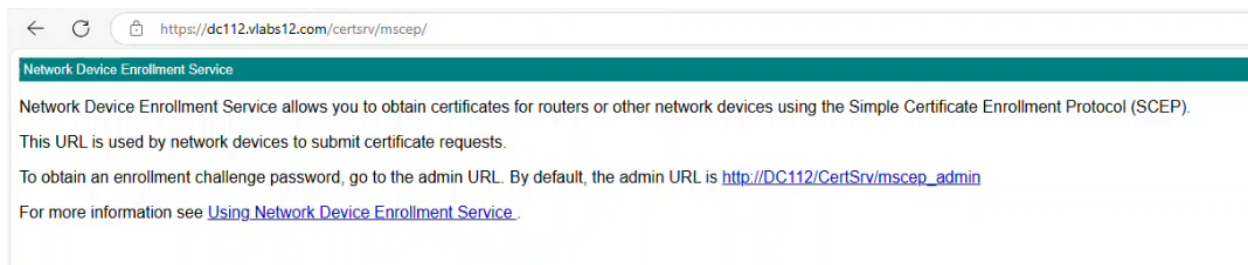 https://dc112.vlabs12.com/certsrv/mscep/
Network Device Enrollment Service
Network Device Enrollment Service allows you to obtain certificates for routers or other network devices using the Simple Certificate Enrollment Protocol (SCEP).
This URL is used by network devices to submit certificate requests.
To obtain an enrollment challenge password, go to the admin URL. By default, the admin URL is http://DC112/CertSrv/mscep_admin
For more information see Using Network Device Enrollment Service .